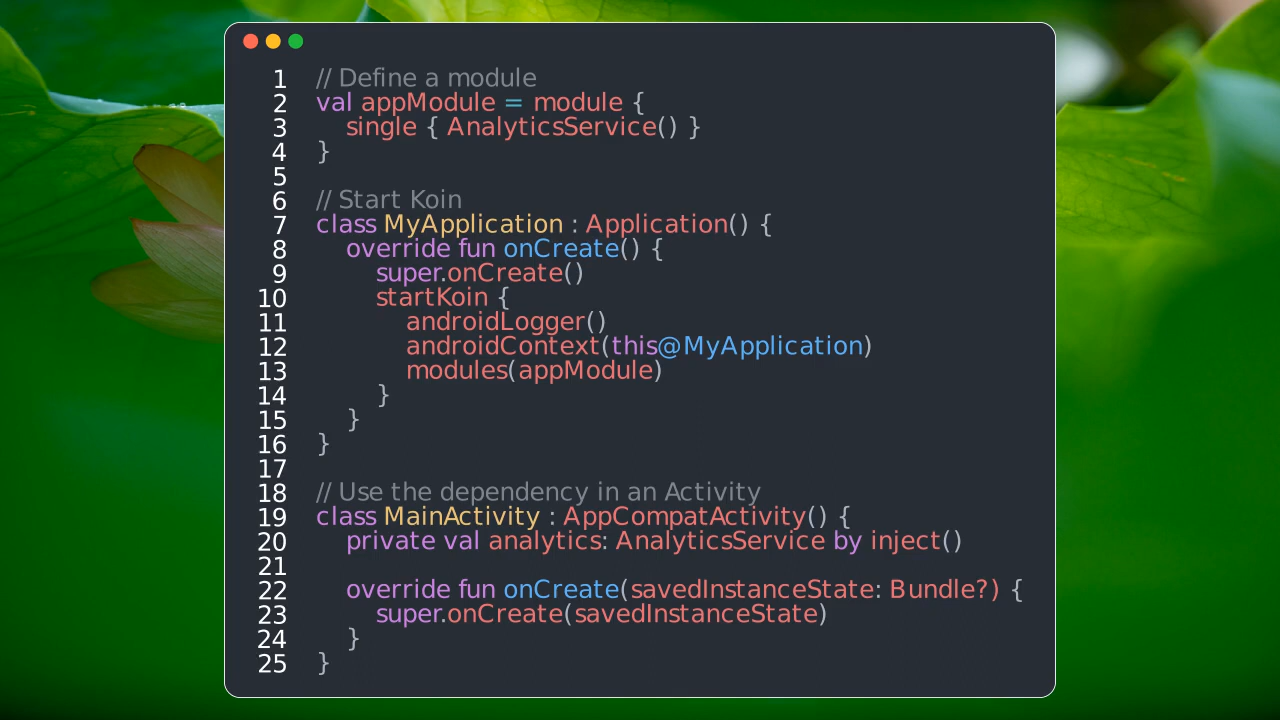 1 // Define a module
2 val appModule = module {
3     single { AnalyticsService() }
4 }
5
6 // Start Koin
7 class MyApplication : Application() {
8     override fun onCreate() {
9         super.onCreate()
10         startKoin {
11             androidLogger()
12             androidContext(this@MyApplication)
13             modules(appModule)
14         }
15     }
16 }
17
18 // Use the dependency in an Activity
19 class MainActivity : AppCompatActivity() {
20     private val analytics: AnalyticsService by inject()
21
22     override fun onCreate(savedInstanceState: Bundle?) {
23         super.onCreate(savedInstanceState)
24     }
25 }